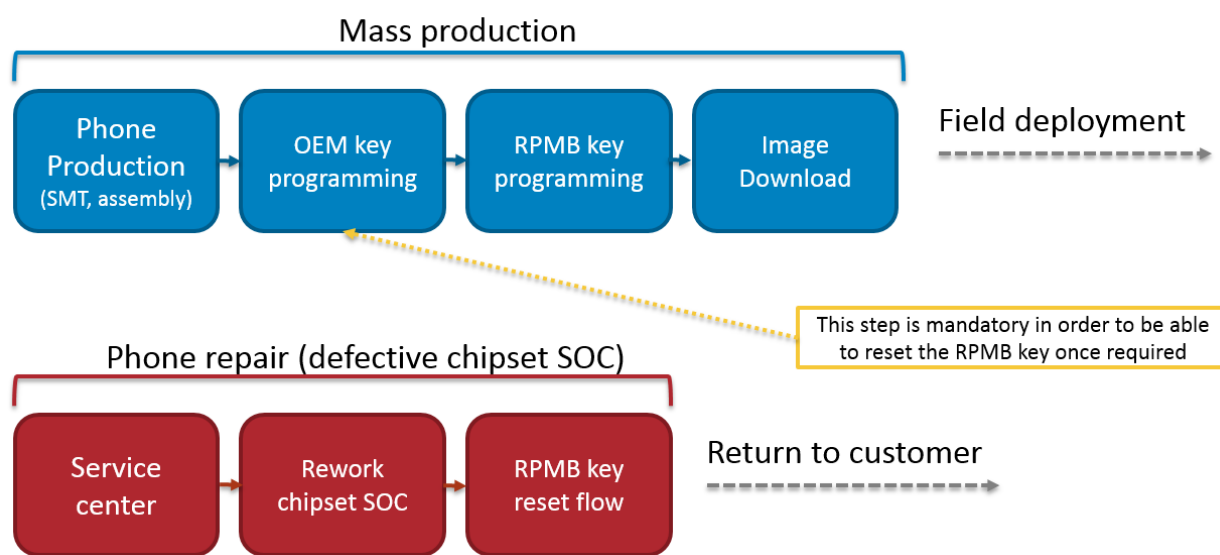 Mass production
Phone
Production
(SMT, assembly)
OEM key
programming
RPMB key
programming
Image
Download
Field deployment
This step is mandatory in order to be able
to reset the RPMB key once required
Phone repair (defective chipset SOC)
Service
center
Rework
chipset SOC
RPMB key
reset flow
Return to customer